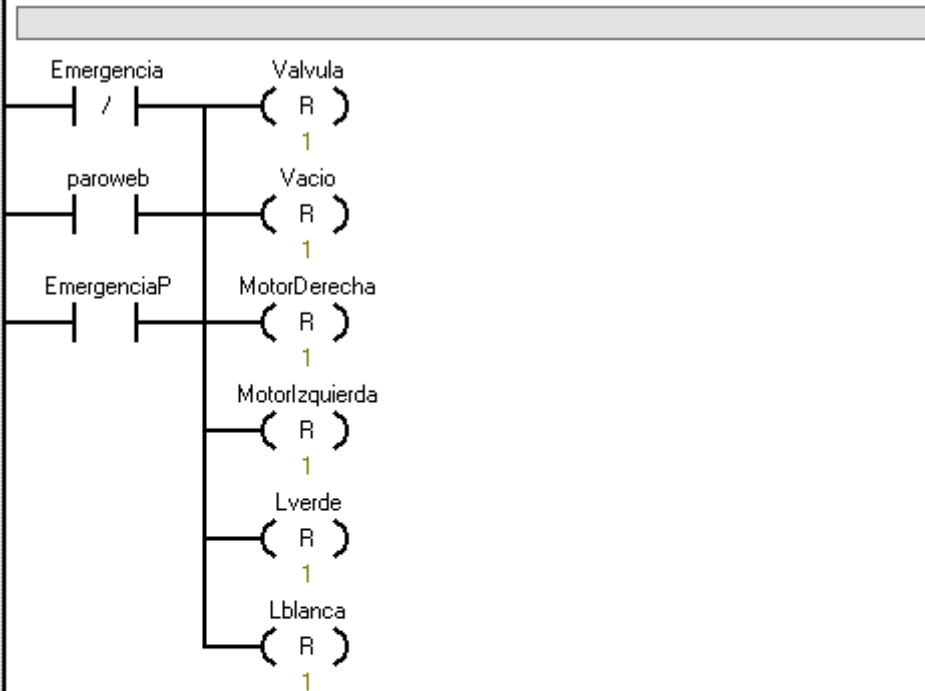 Emergencia Valvula
/ R
1
paroweb Vacio
R
1
EmergenciaP MotorDerecha
R
1
MotorIzquierda
R
1
Lverde
R
1
Lblanca
R
1